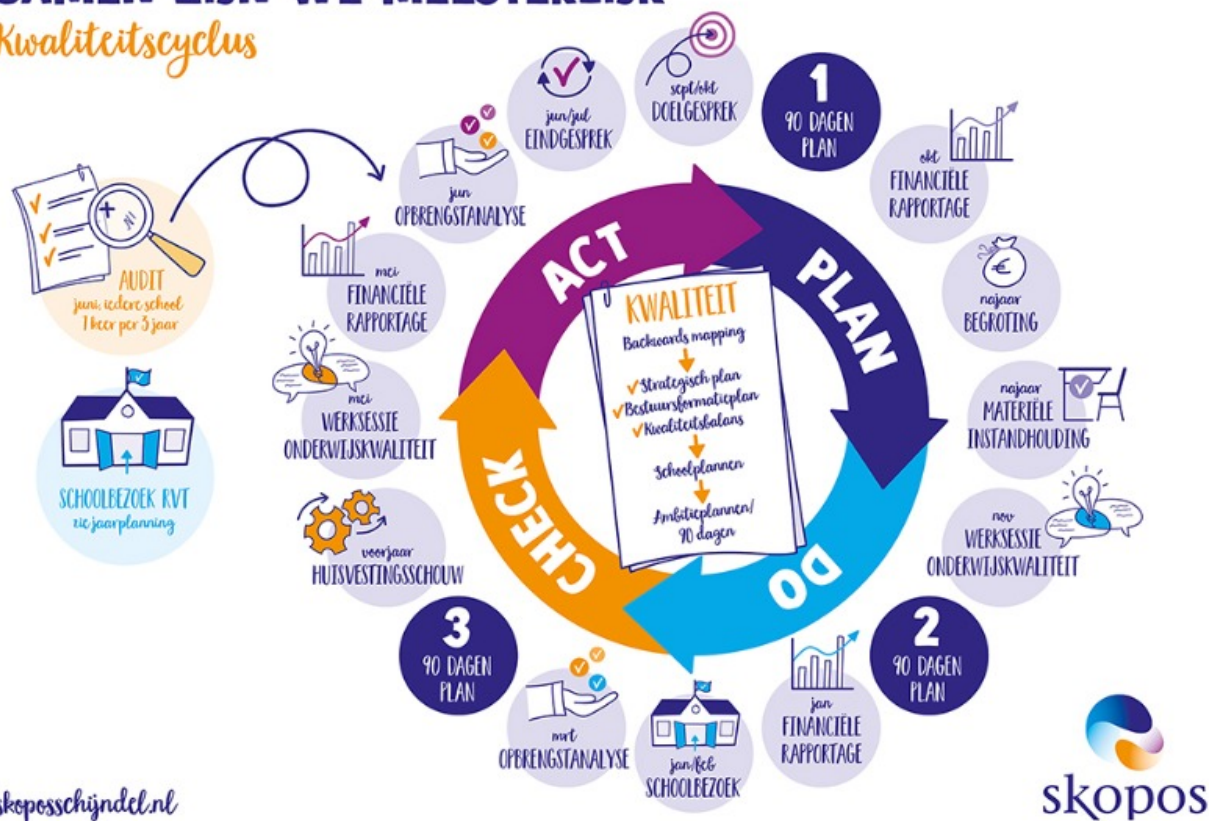 SAMEN ZIJN WE MEESTERLIJK
Kwaliteitscyclus
sept/okt
DOELGESPREK
1
90 DAGEN
PLAN
okt
FINANCIËLE
RAPPORTAGE
najaar
BEGROTING
najaar
MATERIËLE
INSTANDHOUDING
nov
WERKSESSIE
ONDERWIJSKWALITEIT
2
90 DAGEN
PLAN
jan
FINANCIËLE
RAPPORTAGE
jan/feb
SCHOOLBEZOEK
mrt
OPBRENGSTANALYSE
3
90 DAGEN
PLAN
voorjaar
HUISVESTINGSSCHOUW
mei
WERKSESSIE
ONDERWIJSKWALITEIT
mei
FINANCIËLE
RAPPORTAGE
jun
OPBRENGSTANALYSE
jun/jul
EINDGESPREK
AUDIT
juni, iedere school
1 keer per 3 jaar
SCHOOLBEZOEK RVT
zie jaarplanning
ACT
PLAN
DO
CHECK
KWALITEIT
Backwards mapping
Strategisch plan
Bestuursformatieplan
Kwaliteitsbalans
Schoolplannen
Ambitieplannen/
90 dagen
skoposschijndel.nl
skopos